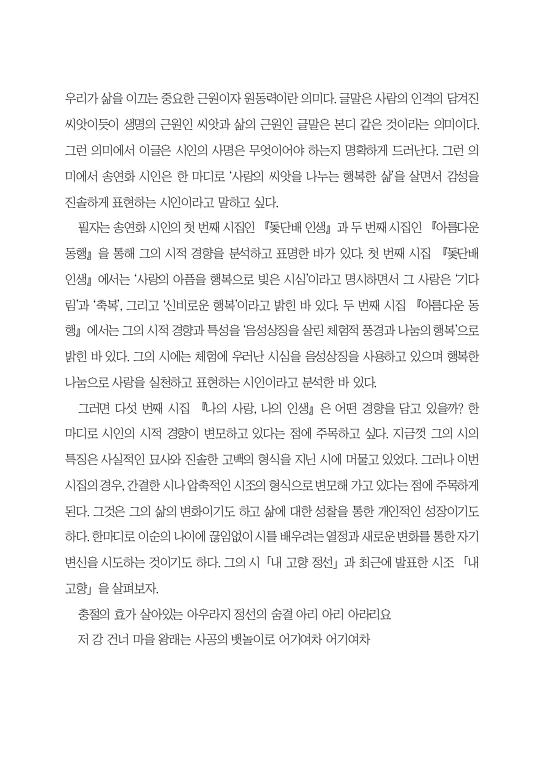 우리가 삶을 이끄는 중요한 근원이자 원동력이란 의미다. 글말은 사람의 인격의 담겨진
씨앗이듯이 생명의 근원인 씨앗과 삶의 근원인 글말은 본디 같은 것이라는 의미이다.
그런 의미에서 이글은 시인의 사명은 무엇이어야 하는지 명확하게 드러난다. 그런 의
미에서 송연화 시인은 한 마디로 ‘사랑의 씨앗을 나누는 행복한 삶’을 살면서 감성을
진솔하게 표현하는 시인이라고 말하고 싶다.
필자는 송연화 시인의 첫 번째 시집인 『돛단배 인생』과 두 번째 시집인 『아름다운
동행』을 통해 그의 시적 경향을 분석하고 표명한 바가 있다. 첫 번째 시집 『돛단배
인생』에서는 ‘사랑의 아픔을 행복으로 빚은 시심’이라고 명시하면서 그 사랑은 ‘기다
림’과 ‘축복’, 그리고 ‘신비로운 행복’이라고 밝힌 바 있다. 두 번째 시집 『아름다운 동
행』에서는 그의 시적 경향과 특성을 ‘음성상징을 살린 체험적 풍경과 나눔의 행복’으로
밝힌 바 있다. 그의 시에는 체험에 우러난 시심을 음성상징을 사용하고 있으며 행복한
나눔으로 사랑을 실천하고 표현하는 시인이라고 분석한 바 있다.
그러면 다섯 번째 시집 『나의 사랑, 나의 인생』은 어떤 경향을 담고 있을까? 한
마디로 시인의 시적 경향이 변모하고 있다는 점에 주목하고 싶다. 지금껏 그의 시의
특징은 사실적인 묘사와 진솔한 고백의 형식을 지닌 시에 머물고 있었다. 그러나 이번
시집의 경우, 간결한 시나 압축적인 시조의 형식으로 변모해 가고 있다는 점에 주목하게
된다. 그것은 그의 삶의 변화이기도 하고 삶에 대한 성찰을 통한 개인적인 성장이기도
하다. 한마디로 이순의 나이에 끊임없이 시를 배우려는 열정과 새로운 변화를 통한 자기
변신을 시도하는 것이기도 하다. 그의 시「내 고향 정선」과 최근에 발표한 시조 「내
고향」을 살펴보자.
충절의 효가 살아있는 아우라지 정선의 숨결 아리 아리 아라리요
저 강 건너 마을 왕래는 사공의 뱃놀이로 어기여차 어기여차